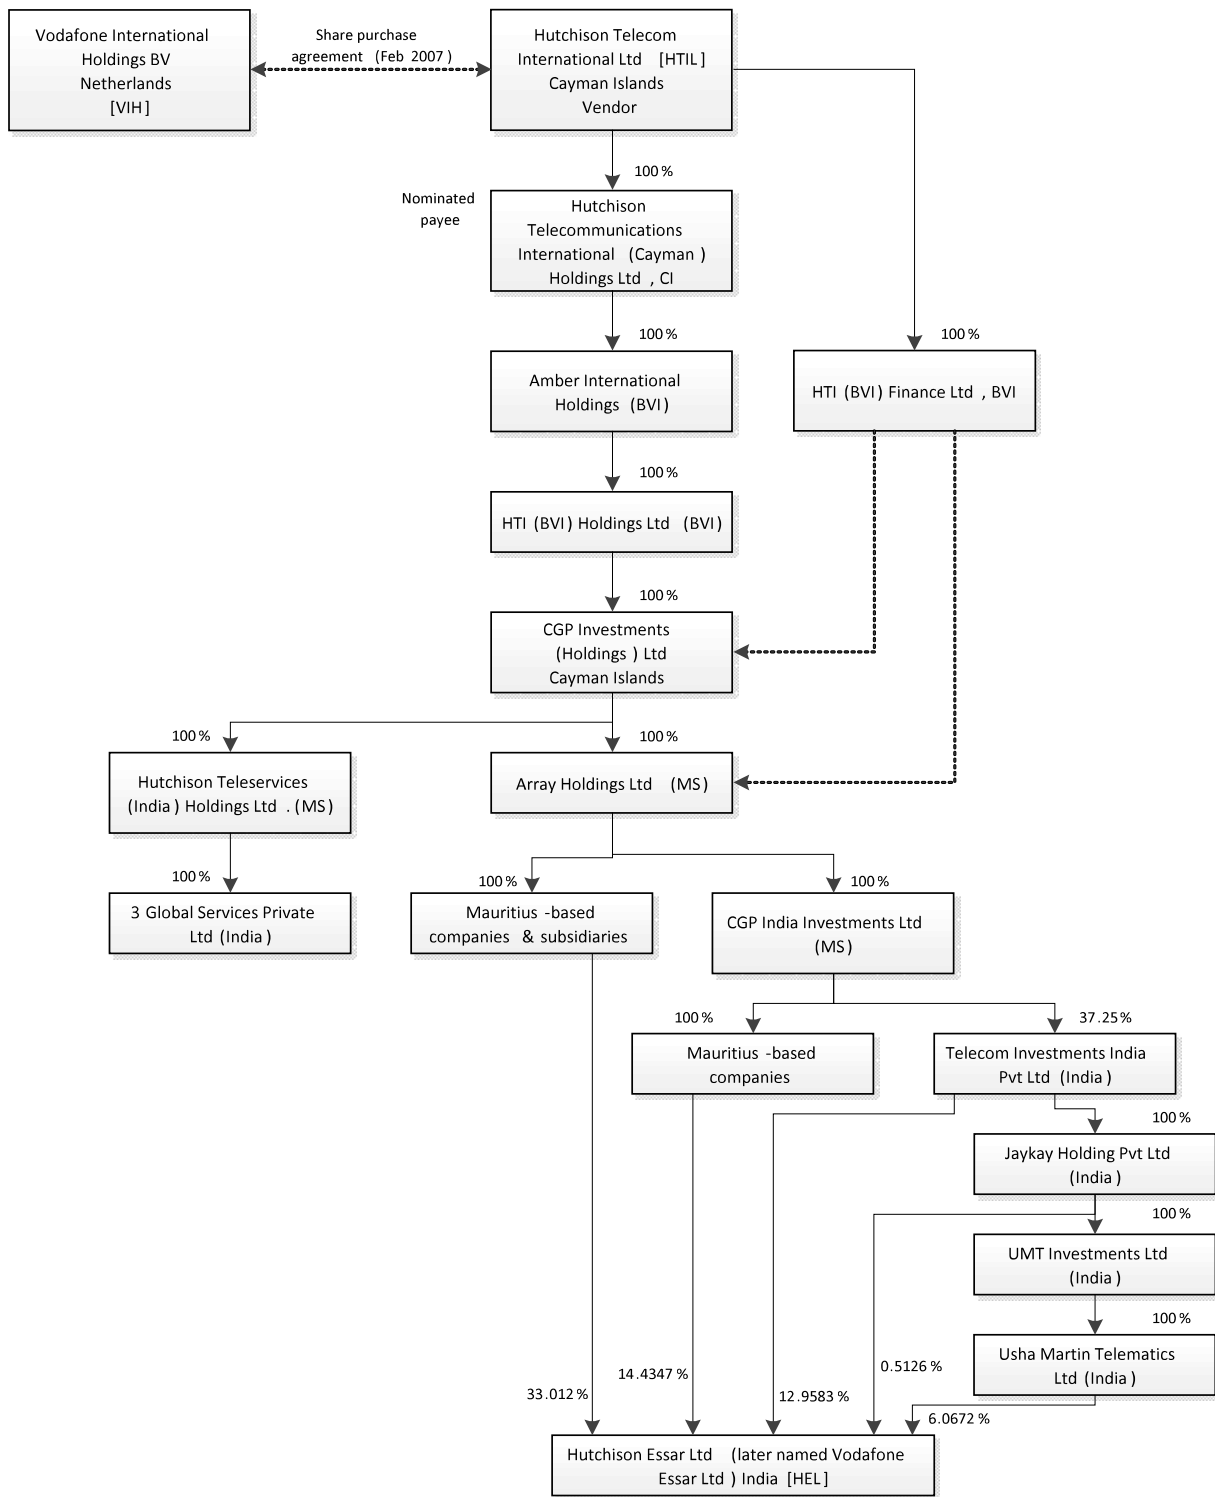 Vodafone International
Holdings BV
Netherlands
[VIH]
Share purchase
agreement (Feb 2007)
Hutchison Telecom
International Ltd [HTIL]
Cayman Islands
Vendor
100%
Nominated
payee
Hutchison
Telecommunications
International (Cayman)
Holdings Ltd, CI
100%
100%
Amber International
Holdings (BVI)
HTI (BVI) Finance Ltd, BVI
100%
HTI (BVI) Holdings Ltd (BVI)
100%
CGP Investments
(Holdings) Ltd
Cayman Islands
100%
100%
Hutchison Teleservices
(India) Holdings Ltd. (MS)
Array Holdings Ltd (MS)
100%
100%
100%
3 Global Services Private
Ltd (India)
Mauritius-based
companies & subsidiaries
CGP India Investments Ltd
(MS)
100%
37.25%
Mauritius-based
companies
Telecom Investments India
Pvt Ltd (India)
100%
Jaykay Holding Pvt Ltd
(India)
100%
UMT Investments Ltd
(India)
100%
Usha Martin Telematics
Ltd (India)
33.012%
14.4347%
12.9583%
0.5126%
6.0672%
Hutchison Essar Ltd (later named Vodafone
Essar Ltd) India [HEL]